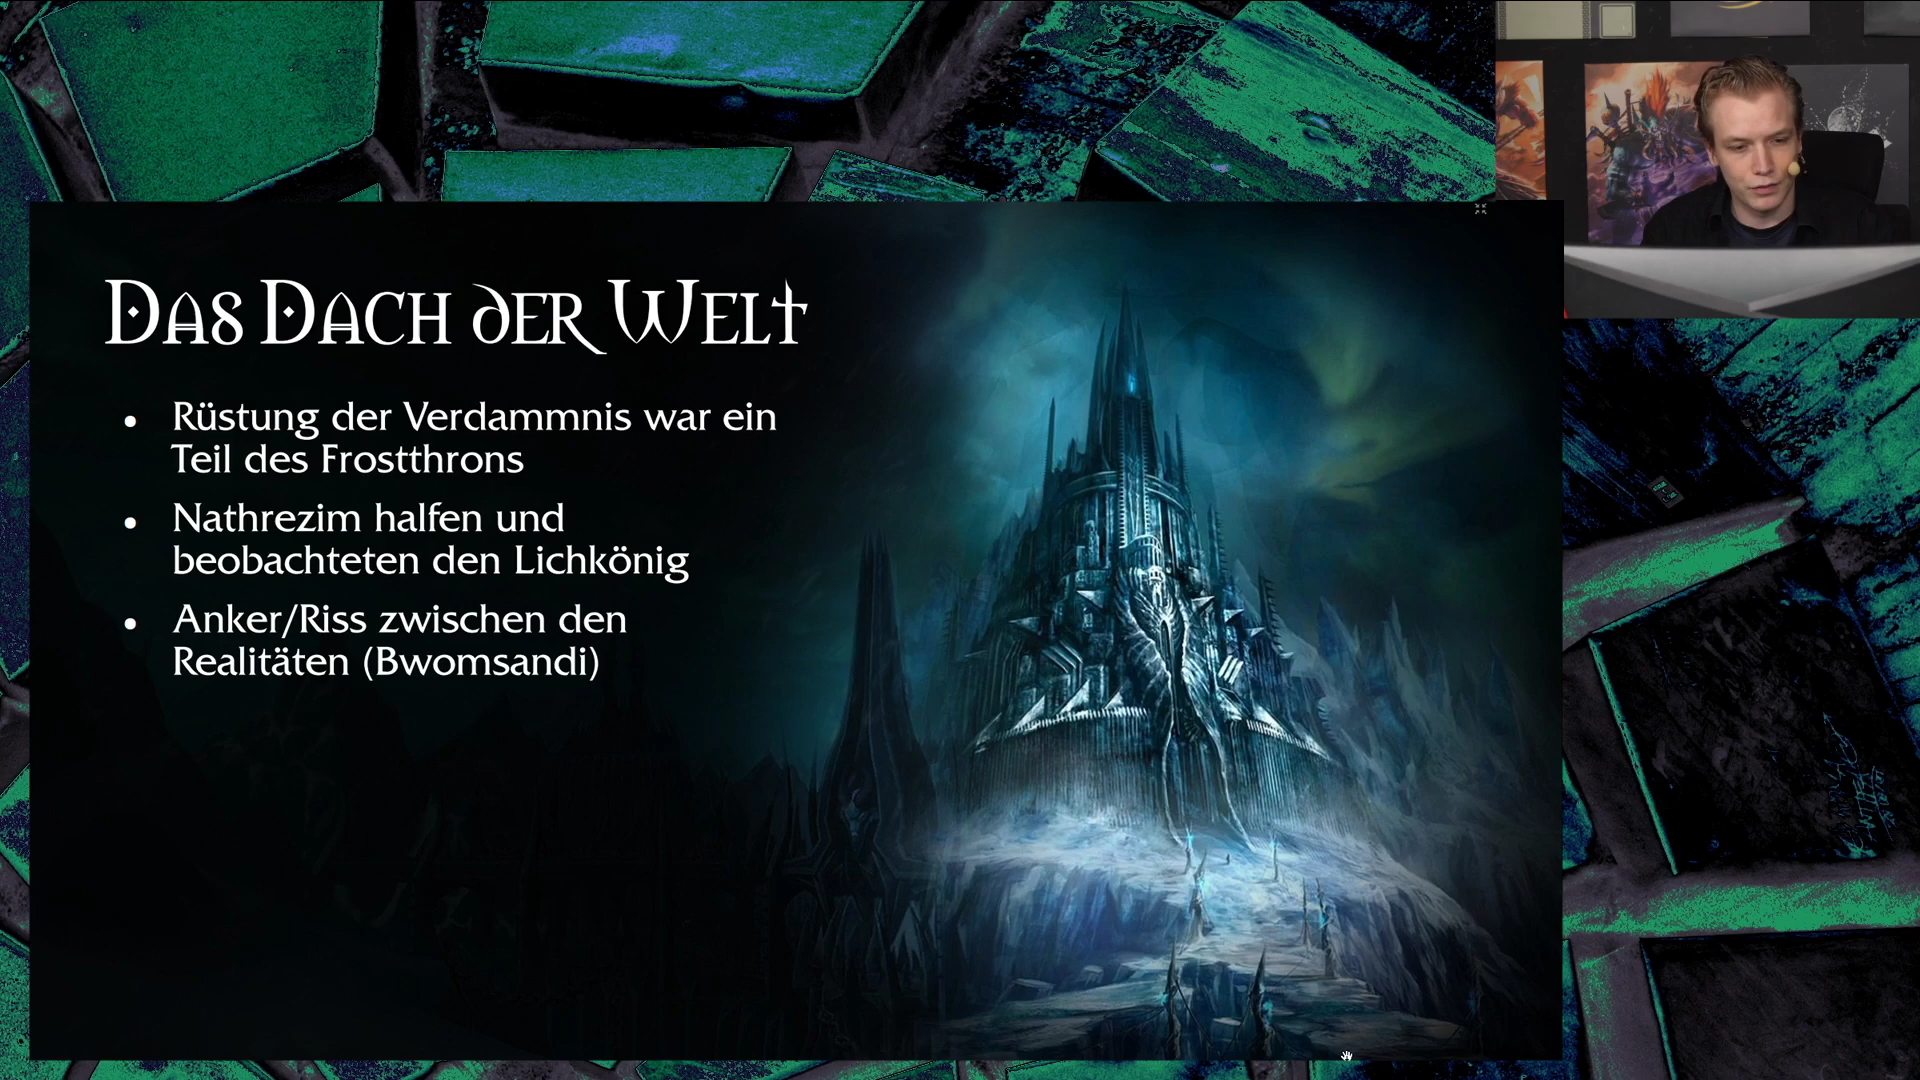 Das Dach der Welt
• Rüstung der Verdammnis war ein
Teil des Frostthrons
• Nathrezim halfen und
beobachteten den Lichkönig
• Anker/Riss zwischen den
Realitäten (Bwomsandi)